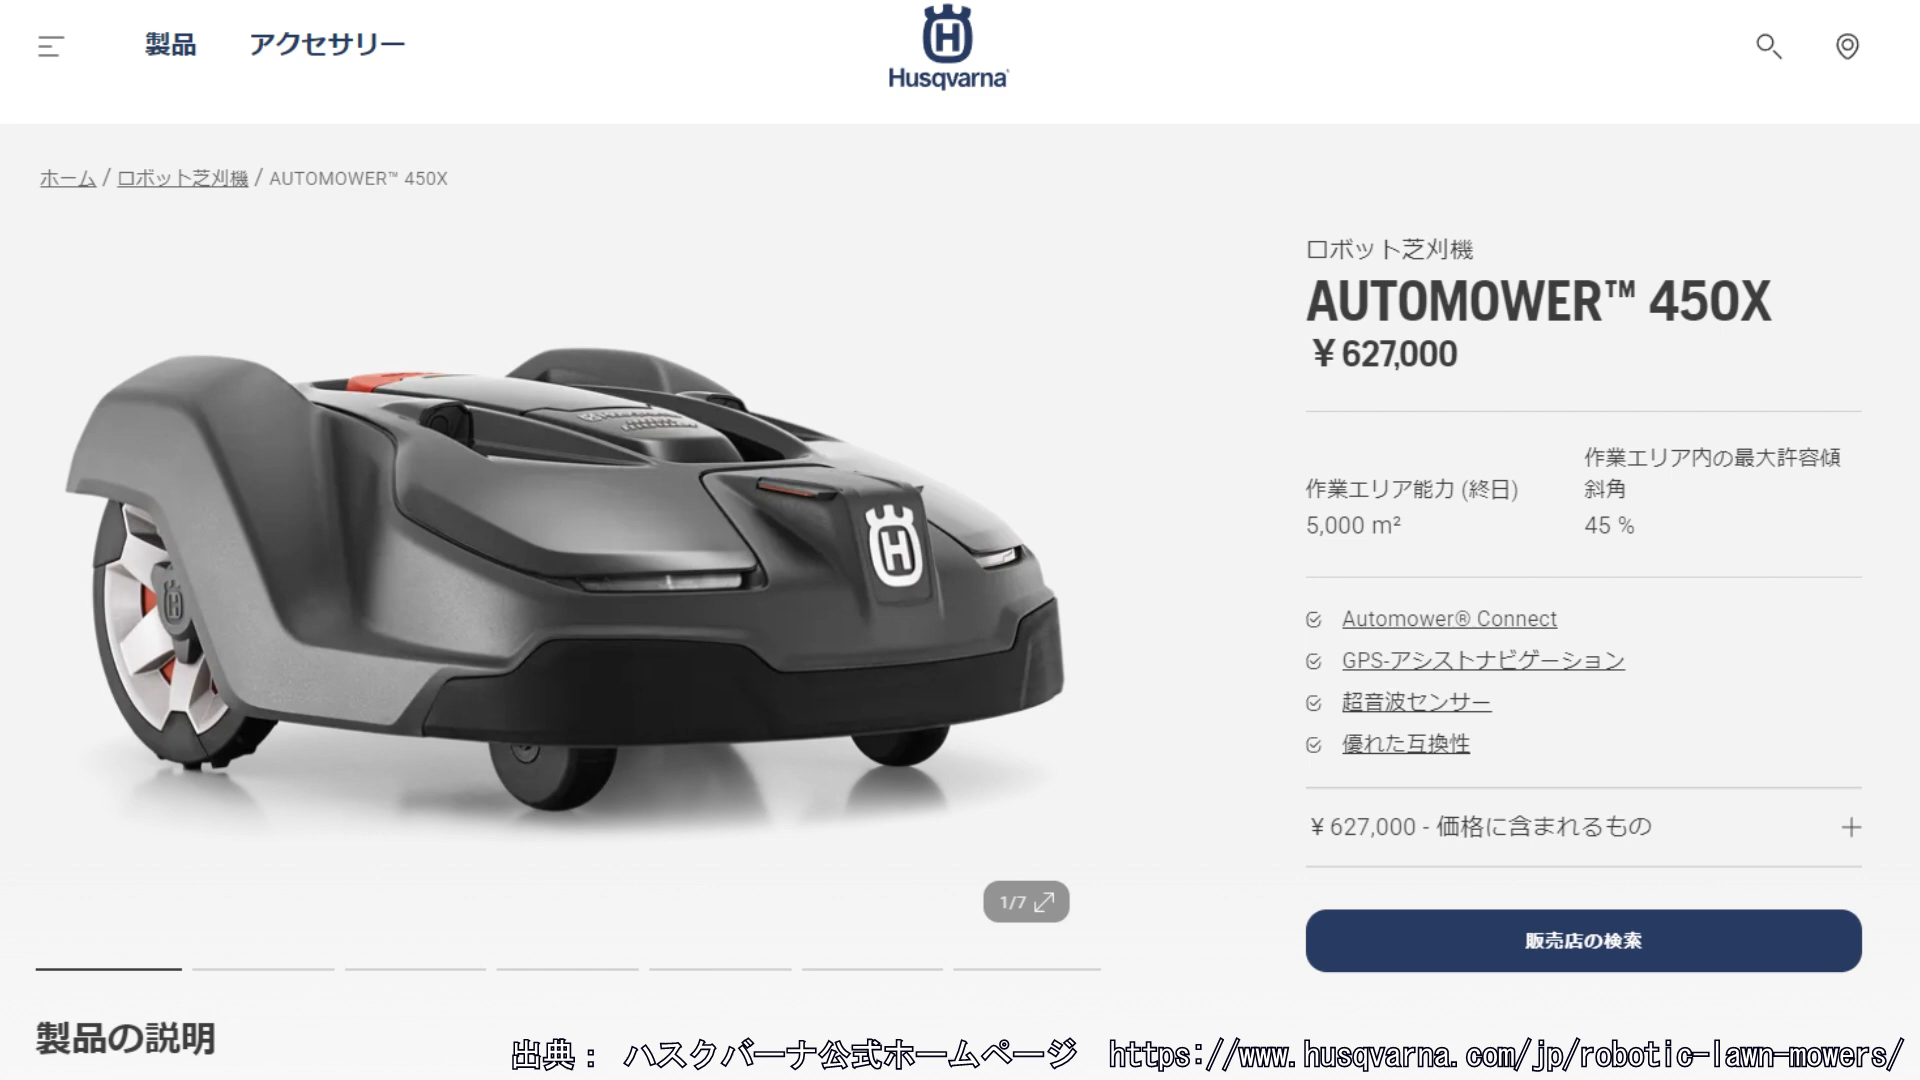 製品
アクセサリー
Husqvarna
ホーム / ロボット芝刈機 / AUTOMOWER™ 450X
ロボット芝刈機
AUTOMOWER™ 450X
￥627,000
作業エリア能力 (終日)
5,000 m²
作業エリア内の最大許容傾
斜角
45 %
Automower® Connect
GPS-アシストナビゲーション
超音波センサー
優れた互換性
￥627,000 - 価格に含まれるもの
1/7
販売店の検索
製品の説明
出典： ハスクバーナ公式ホームページ https://www.husqvarna.com/jp/robotic-lawn-mowers/